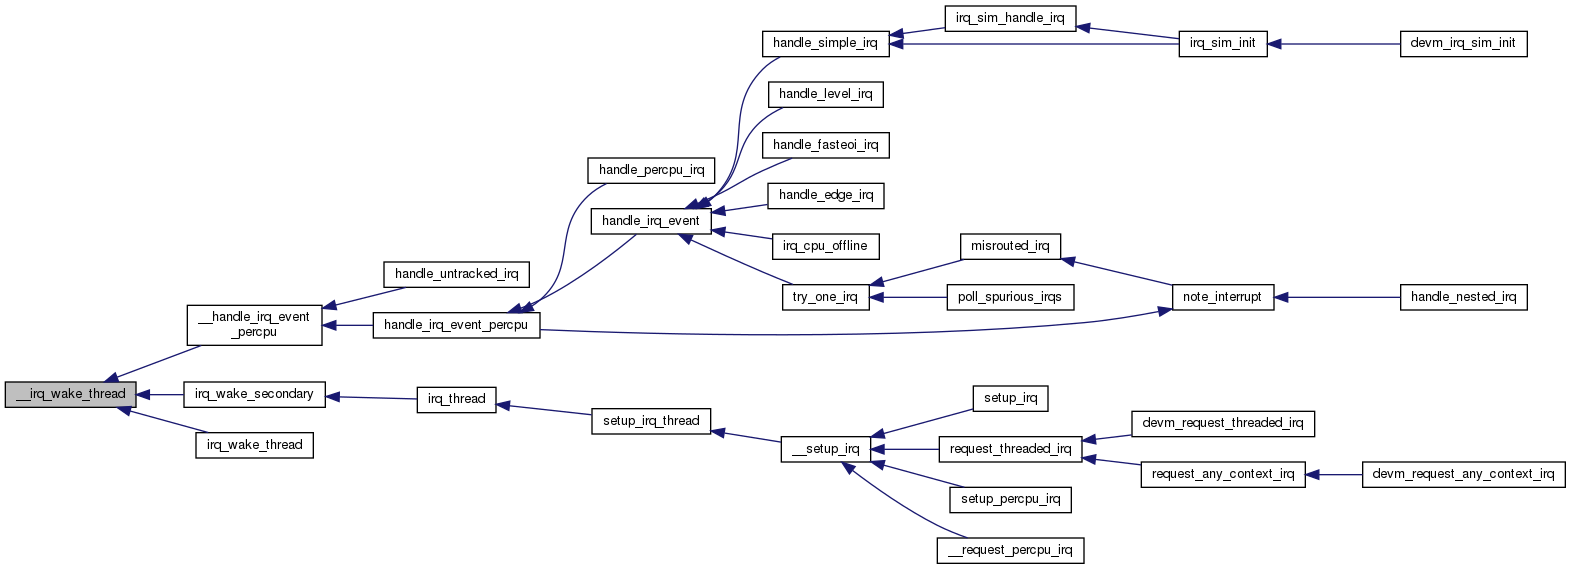 irq_sim_handle_irq
handle_simple_irq
irq_sim_init
devm_irq_sim_init
handle_level_irq
handle_fasteoi_irq
handle_percpu_irq
handle_edge_irq
handle_irq_event
irq_cpu_offline
misrouted_irq
handle_untracked_irq
try_one_irq
poll_spurious_irqs
note_interrupt
handle_nested_irq
__handle_irq_event
_percpu
handle_irq_event_percpu
__irq_wake_thread
irq_wake_secondary
irq_thread
setup_irq
setup_irq_thread
devm_request_threaded_irq
irq_wake_thread
__setup_irq
request_threaded_irq
request_any_context_irq
devm_request_any_context_irq
setup_percpu_irq
__request_percpu_irq